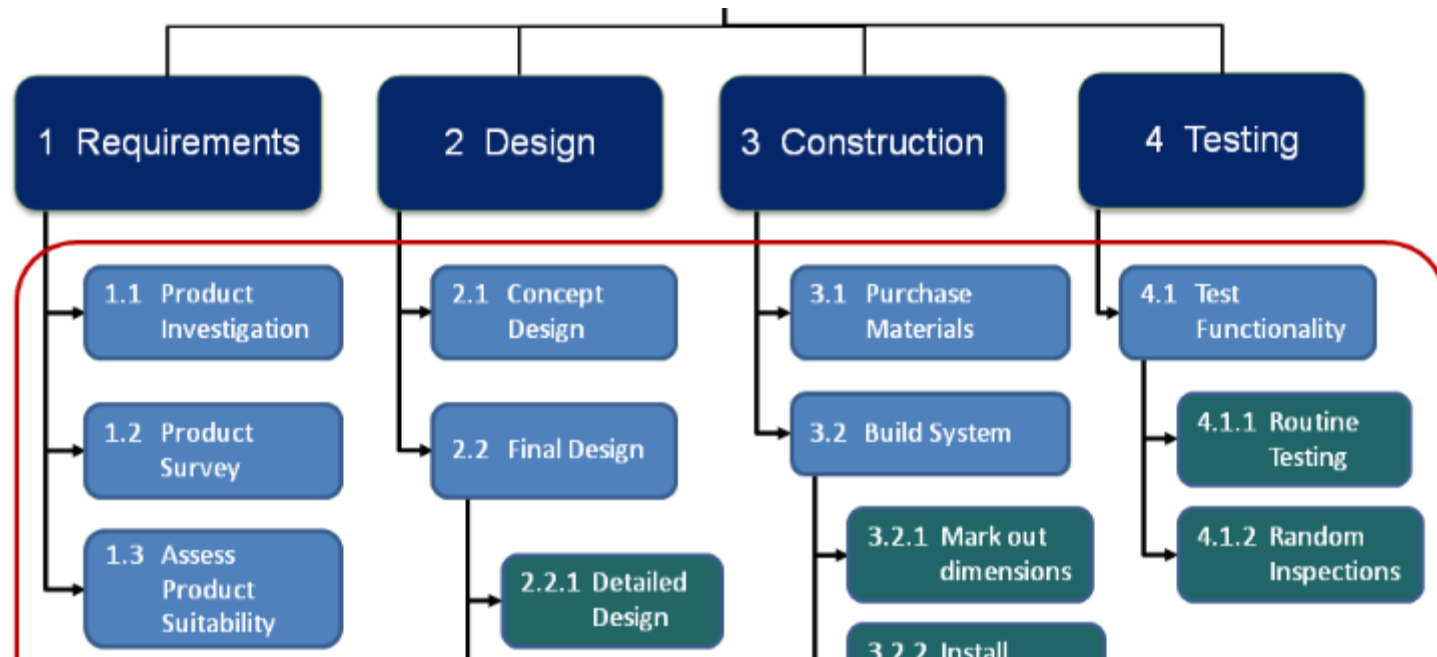 1 Requirements
2 Design
3 Construction
4 Testing
1.1 Product
Investigation
1.2 Product
Survey
1.3 Assess
Product
Suitability
2.1 Concept
Design
2.2 Final Design
2.2.1 Detailed
Design
3.1 Purchase
Materials
3.2 Build System
3.2.1 Mark out
dimensions
3.2.2 Install
4.1 Test
Functionality
4.1.1 Routine
Testing
4.1.2 Random
Inspections